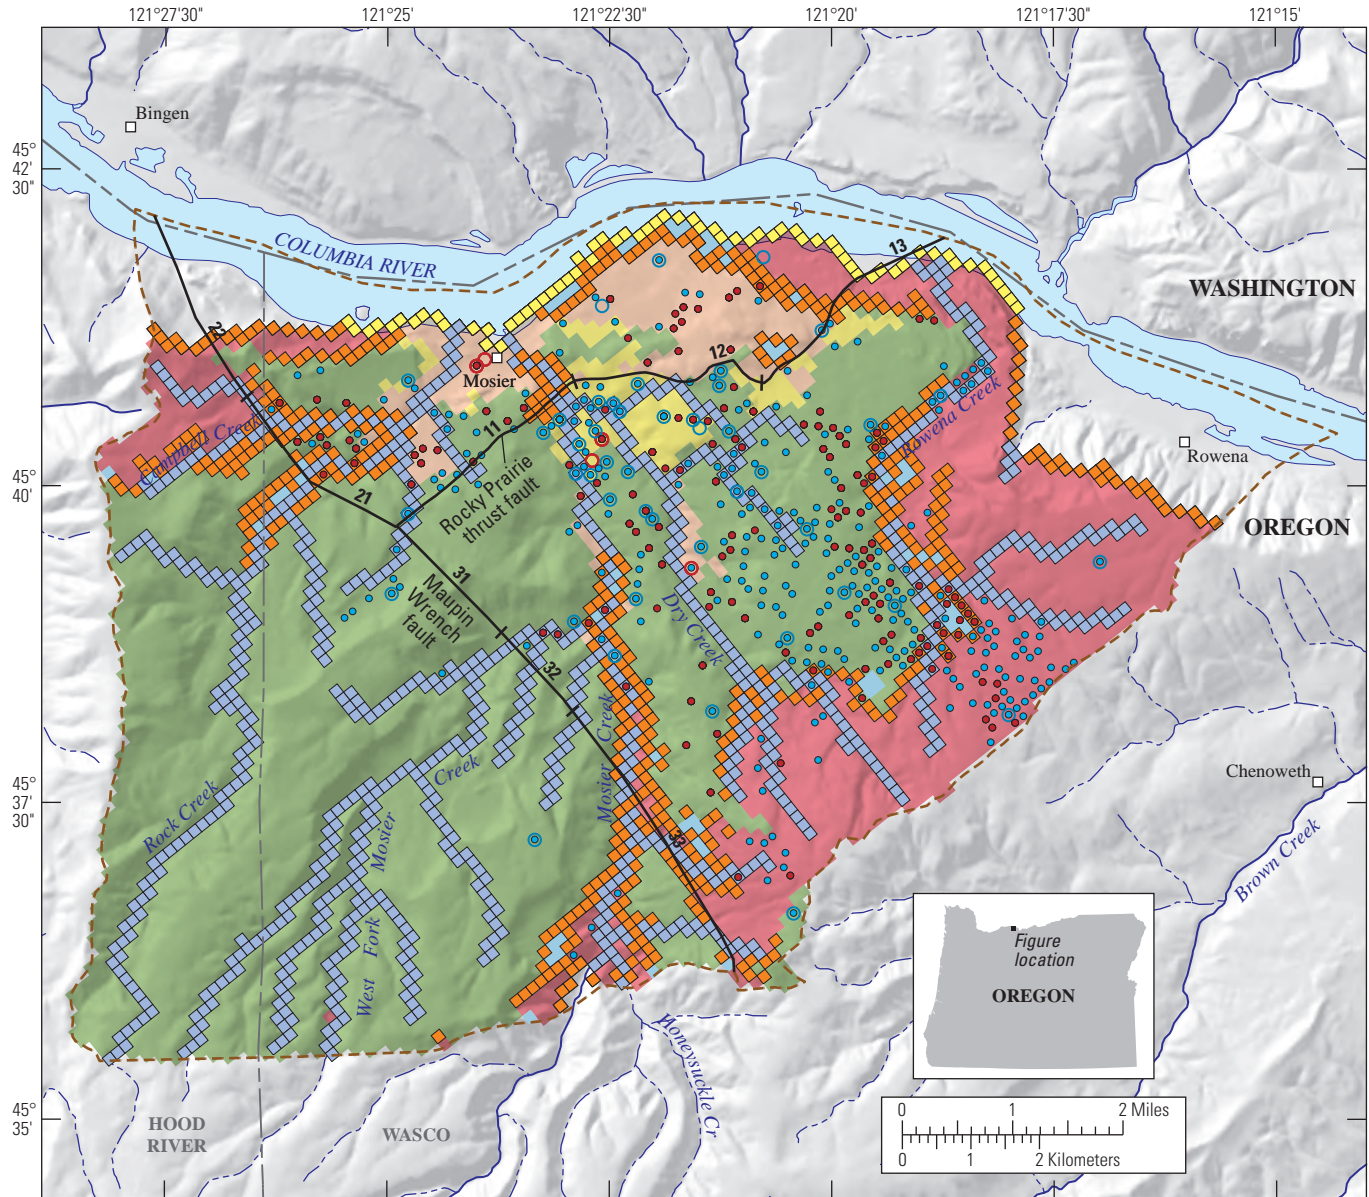 121°27'30"
121°25'
121°22'30"
121°20'
121°17'30"
121°15'
Bingen
45°
42'
30"
COLUMBIA RIVER
13
WASHINGTON
22
12
Mosier
Campbell Creek
11
Rowena Creek
Rowena
45°
40'
21
Rocky Prairie
thrust fault
OREGON
31
Maupin
Wrench
fault
Dry Creek
32
Mosier Creek
Creek
Chenoweth
45°
37'
30"
Rock Creek
Mosier
33
Brown Creek
West Fork
Figure
location
OREGON
Honeysuckle Cr
45°
35'
HOOD
RIVER
WASCO
0 1 2 Miles
0 1 2 Kilometers